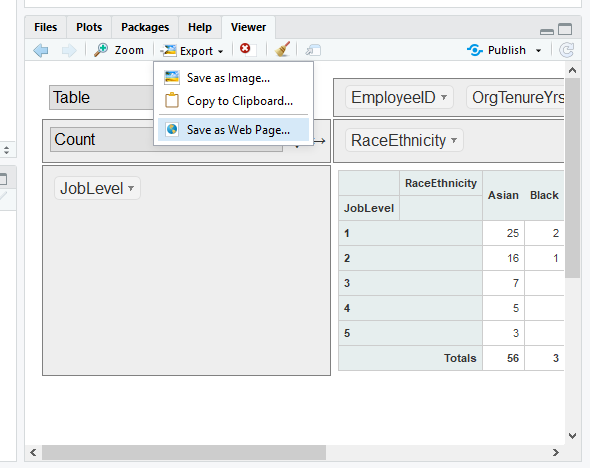 Files Plots Packages Help Viewer
Zoom Export Publish
Save as Image...
Copy to Clipboard...
Save as Web Page...
Table EmployeeID OrgTenureYrs
Count RaceEthnicity
JobLevel
RaceEthnicity Asian Black
JobLevel
1 25 2
2 16 1
3 7
4 5
5 3
Totals 56 3